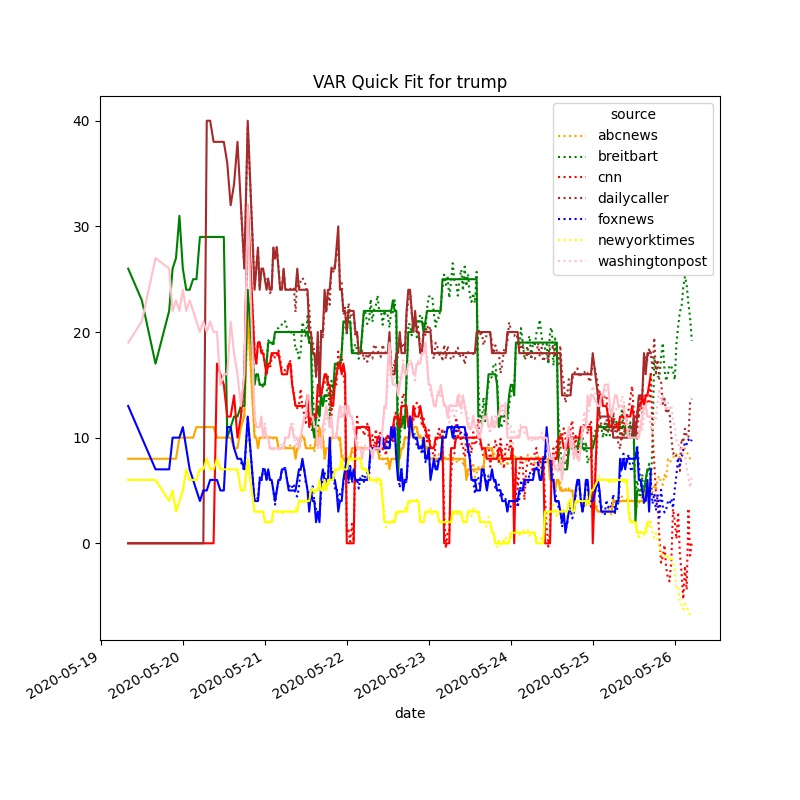 VAR Quick Fit for trump
source
abcnews
breitbart
cnn
dailycaller
foxnews
newyorktimes
washingtonpost
40
30
20
10
0
2020-05-19
2020-05-20
2020-05-21
2020-05-22
2020-05-23
2020-05-24
2020-05-25
2020-05-26
date